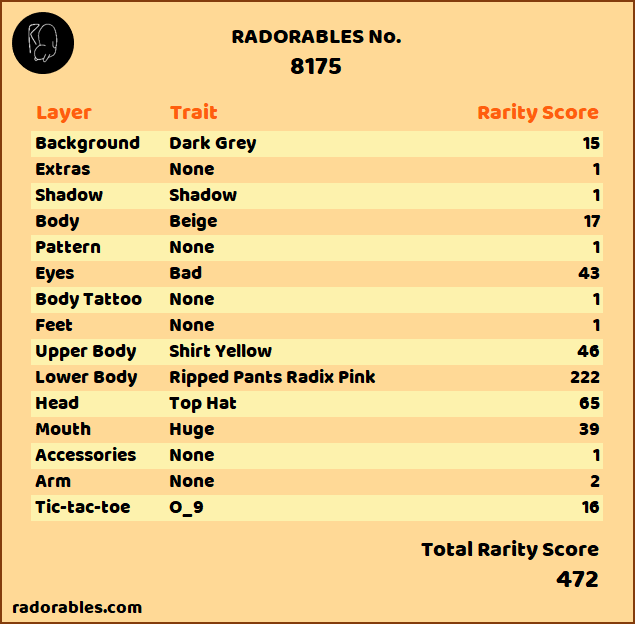 RADORABLES No.
8175
Layer Trait Rarity Score
Background Dark Grey 15
Extras None 1
Shadow Shadow 1
Body Beige 17
Pattern None 1
Eyes Bad 43
Body Tattoo None 1
Feet None 1
Upper Body Shirt Yellow 46
Lower Body Ripped Pants Radix Pink 222
Head Top Hat 65
Mouth Huge 39
Accessories None 1
Arm None 2
Tic-tac-toe O_9 16
Total Rarity Score
472
radorables.com